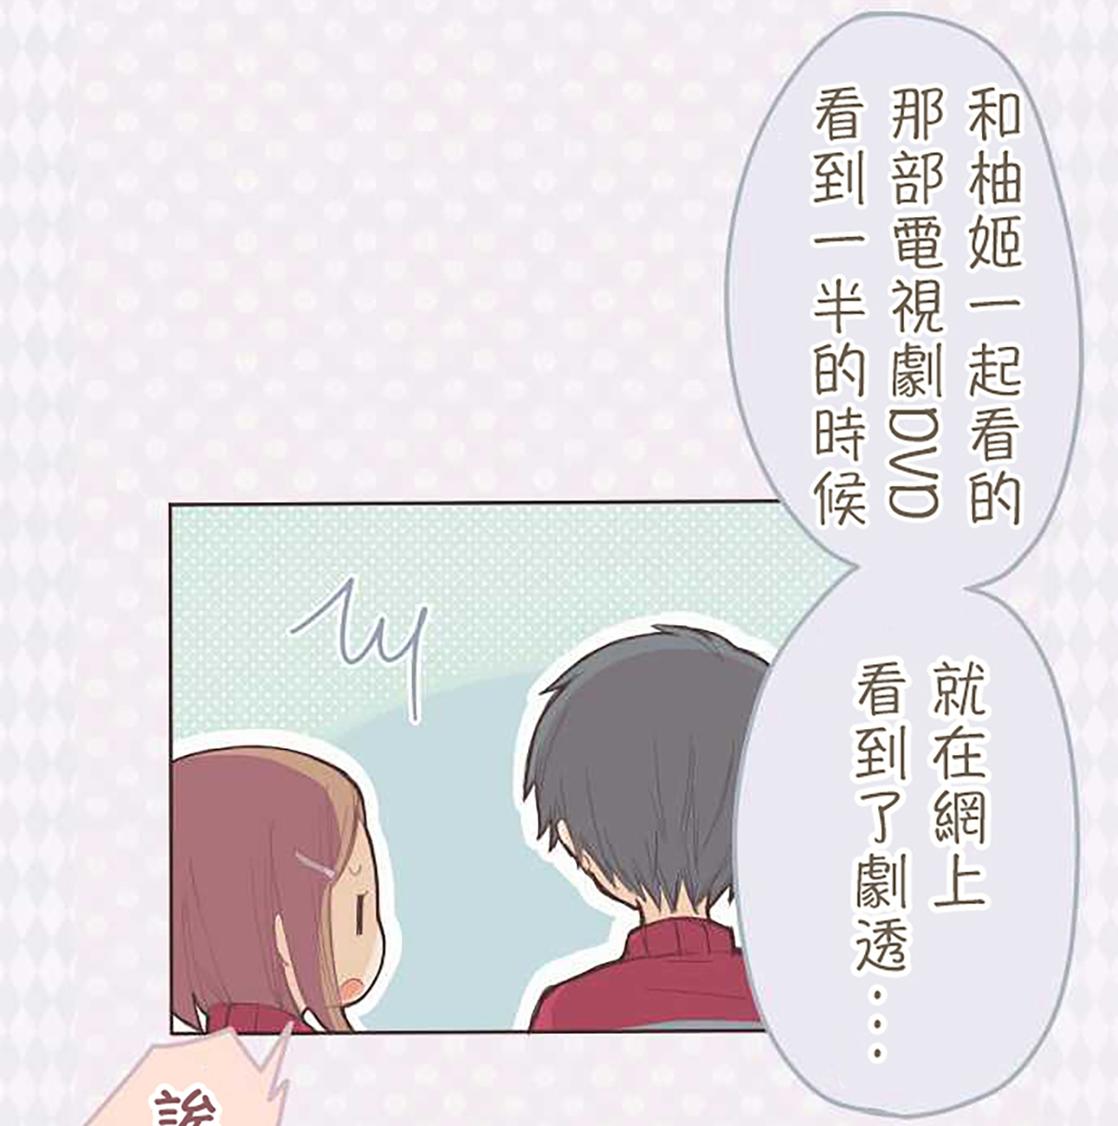 和柚姬一起看的
那部電視劇DVD
看到一半的時候
就在網上
看到了劇透…
誒